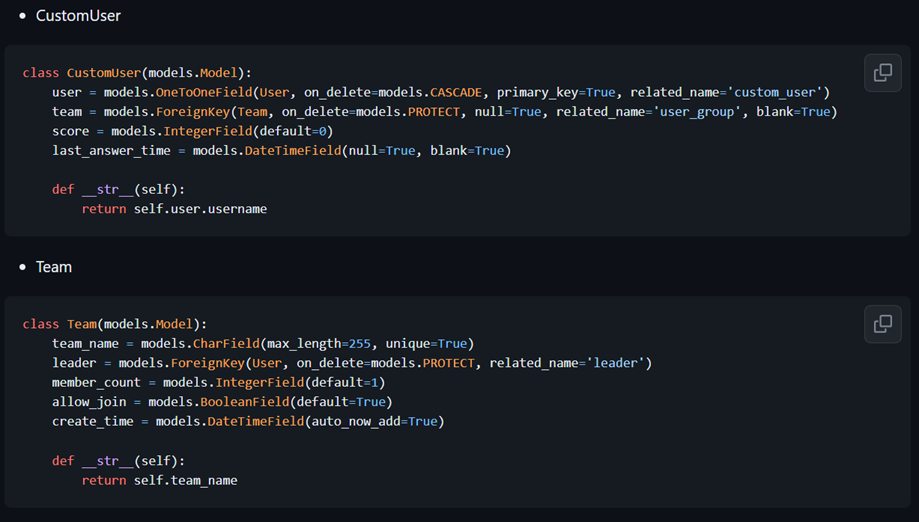 CustomUser
class CustomUser(models.Model):
    user = models.OneToOneField(User, on_delete=models.CASCADE, primary_key=True, related_name='custom_user')
    team = models.ForeignKey(Team, on_delete=models.PROTECT, null=True, related_name='user_group', blank=True)
    score = models.IntegerField(default=0)
    last_answer_time = models.DateTimeField(null=True, blank=True)
    def __str__(self):
        return self.user.username
Team
class Team(models.Model):
    team_name = models.CharField(max_length=255, unique=True)
    leader = models.ForeignKey(User, on_delete=models.PROTECT, related_name='leader')
    member_count = models.IntegerField(default=1)
    allow_join = models.BooleanField(default=True)
    create_time = models.DateTimeField(auto_now_add=True)
    def __str__(self):
        return self.team_name